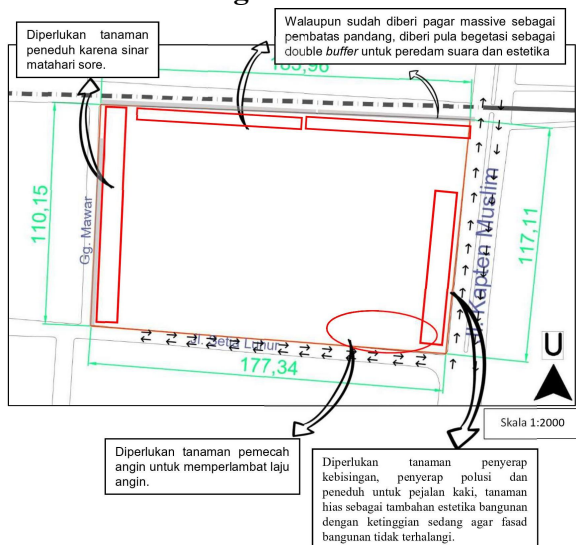 Diperlukan tanaman
peneduh karena sinar
matahari sore.
Walaupun sudah diberi pagar massive sebagai
pembatas pandang, diberi pula begetasi sebagai
double buffer untuk peredam suara dan estetika
110,15
Gg. Mawar
Jl. Kapten Muslim
117,11
Jl. Setia Luhur
177,34
U
Skala 1:2000
Diperlukan tanaman pemecah
angin untuk memperlambat laju
angin.
Diperlukan tanaman penyerap
kebisingan, penyerap polusi dan
peneduh untuk pejalan kaki, tanaman
hias sebagai tambahan estetika bangunan
dengan ketinggian sedang agar fasad
bangunan tidak terhalangi.